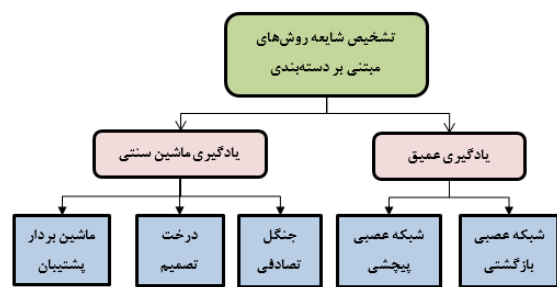 تشخیص شایعه روش‌های
مبتنی بر دسته‌بندی
یادگیری عمیق
یادگیری ماشین سنتی
شبکه عصبی
بازگشتی
شبکه عصبی
پیچشی
جنگل
تصادفی
درخت
تصمیم
ماشین بردار
پشتیبان